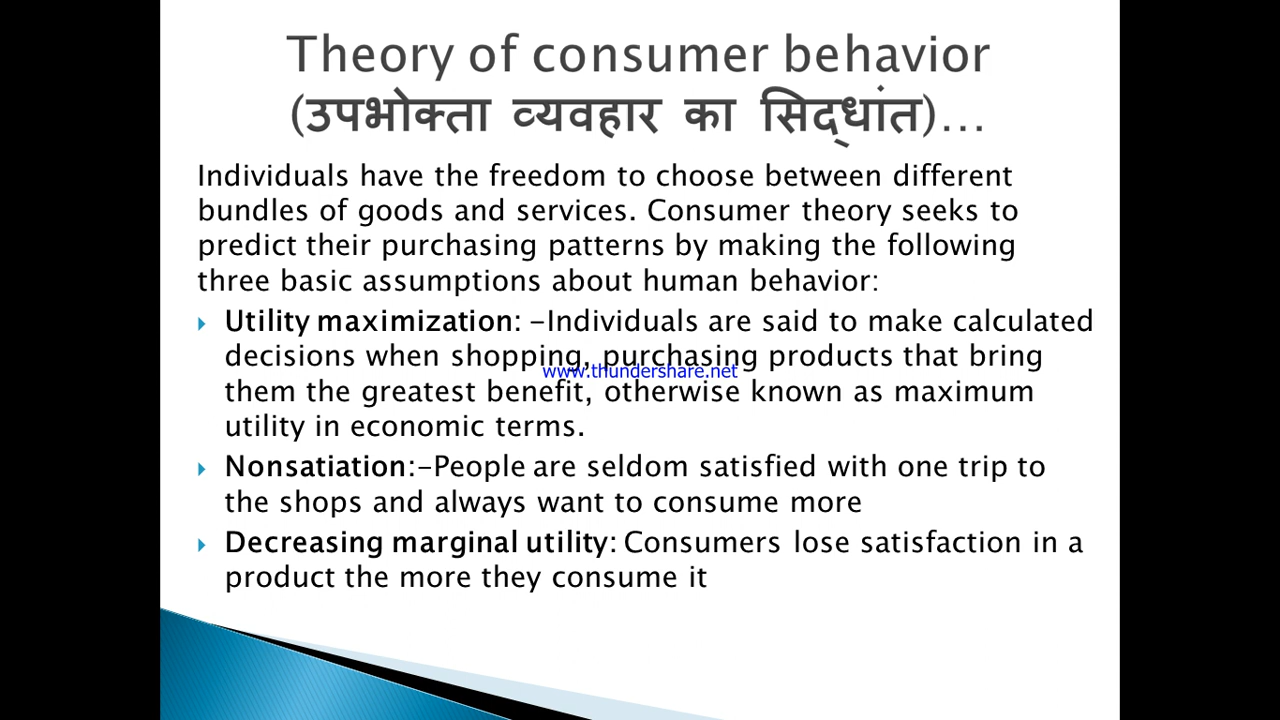 Theory of consumer behavior
(उपभोक्ता व्यवहार का सिद्धांत)...
Individuals have the freedom to choose between different
bundles of goods and services. Consumer theory seeks to
predict their purchasing patterns by making the following
three basic assumptions about human behavior:
Utility maximization: -Individuals are said to make calculated
decisions when shopping, purchasing products that bring
www.thundershare.net
them the greatest benefit, otherwise known as maximum
utility in economic terms.
Nonsatiation:-People are seldom satisfied with one trip to
the shops and always want to consume more
Decreasing marginal utility: Consumers lose satisfaction in a
product the more they consume it